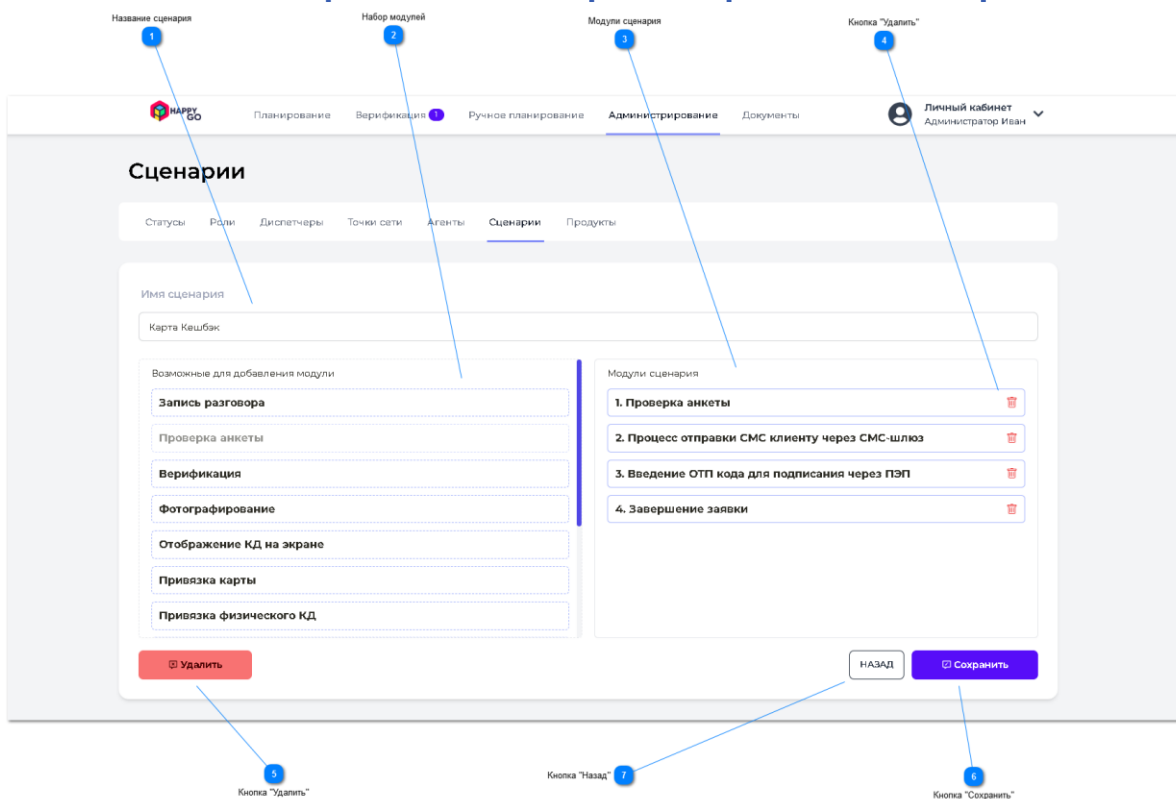 Название сценария
Набор модулей
Модули сценария
Кнопка "Удалить"
1
2
3
4
HAPPY GO
Планирование
Верификация 1
Ручное планирование
Администрирование
Документы
Личный кабинет
Администратор Иван
Сценарии
Статусы
Роли
Диспетчеры
Точки сети
Агенты
Сценарии
Продукты
Имя сценария
Карта Кешбэк
Возможные для добавления модули
Запись разговора
Проверка анкеты
Верификация
Фотографирование
Отображение КД на экране
Привязка карты
Привязка физического КД
Модули сценария
1. Проверка анкеты
2. Процесс отправки СМС клиенту через СМС-шлюз
3. Введение ОТП кода для подписания через ПЭП
4. Завершение заявки
Удалить
НАЗАД
Сохранить
5
Кнопка "Удалить"
Кнопка "Назад" 7
6
Кнопка "Сохранить"